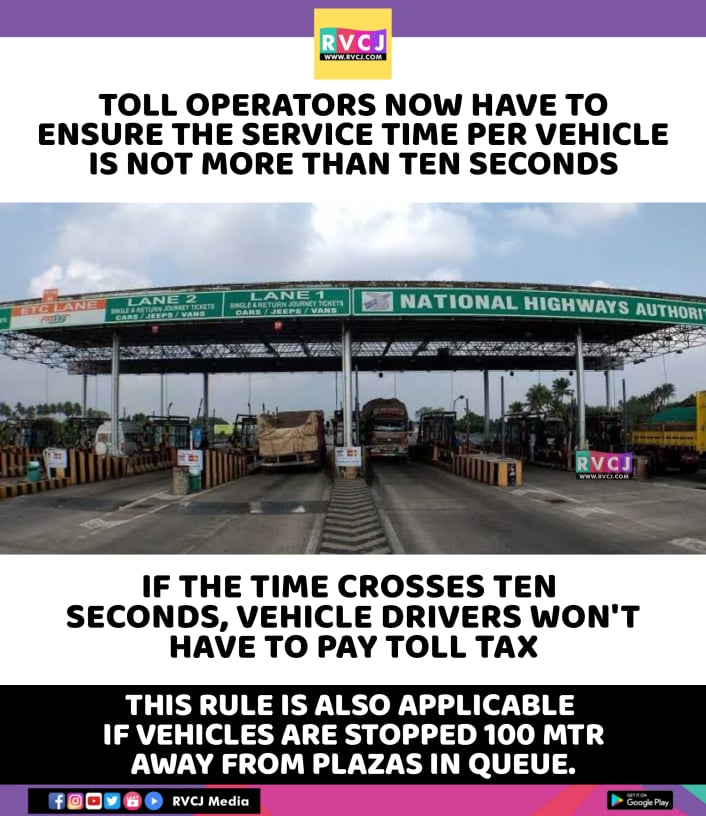 RVCJ
WWW.RVCJ.COM
TOLL OPERATORS NOW HAVE TO
ENSURE THE SERVICE TIME PER VEHICLE
IS NOT MORE THAN TEN SECONDS
ETC LANE
LANE 2
SINGLE & RETURN JOURNEY TICKETS
CARS / JEEPS / VANS
LANE 1
SINGLE & RETURN JOURNEY TICKETS
CARS / JEEPS / VANS
NATIONAL HIGHWAYS AUTHORI
RVCJ
WWW.RVCJ.COM
IF THE TIME CROSSES TEN
SECONDS, VEHICLE DRIVERS WON'T
HAVE TO PAY TOLL TAX
THIS RULE IS ALSO APPLICABLE
IF VEHICLES ARE STOPPED 100 MTR
AWAY FROM PLAZAS IN QUEUE.
RVCJ Media
GET IT ON
Google Play